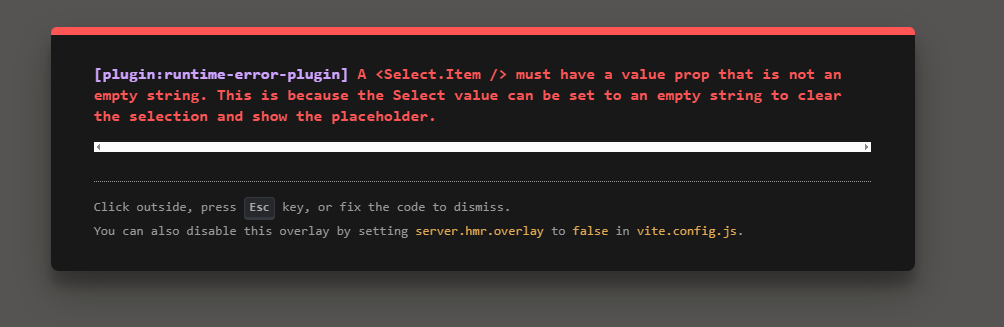 [plugin:runtime-error-plugin] A <Select.Item /> must have a value prop that is not an
empty string. This is because the Select value can be set to an empty string to clear
the selection and show the placeholder.
Click outside, press Esc key, or fix the code to dismiss.
You can also disable this overlay by setting server.hmr.overlay to false in vite.config.js.